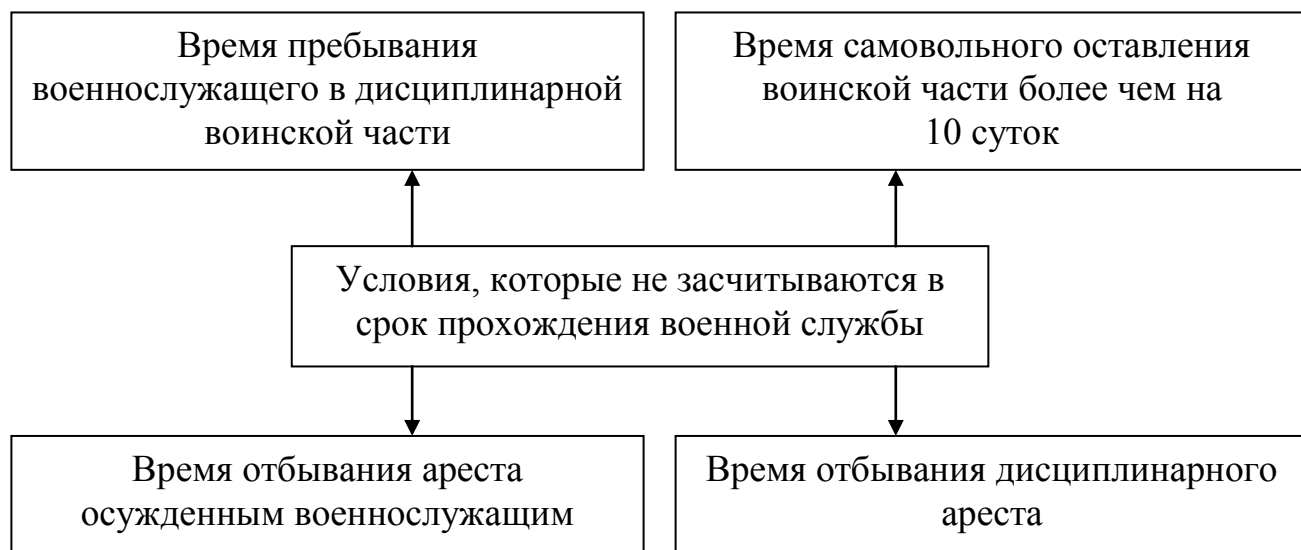 Время пребывания
военнослужащего в дисциплинарной
воинской части
Время самовольного оставления
воинской части более чем на
10 суток
Условия, которые не засчитываются в
срок прохождения военной службы
Время отбывания ареста
осужденным военнослужащим
Время отбывания дисциплинарного
ареста